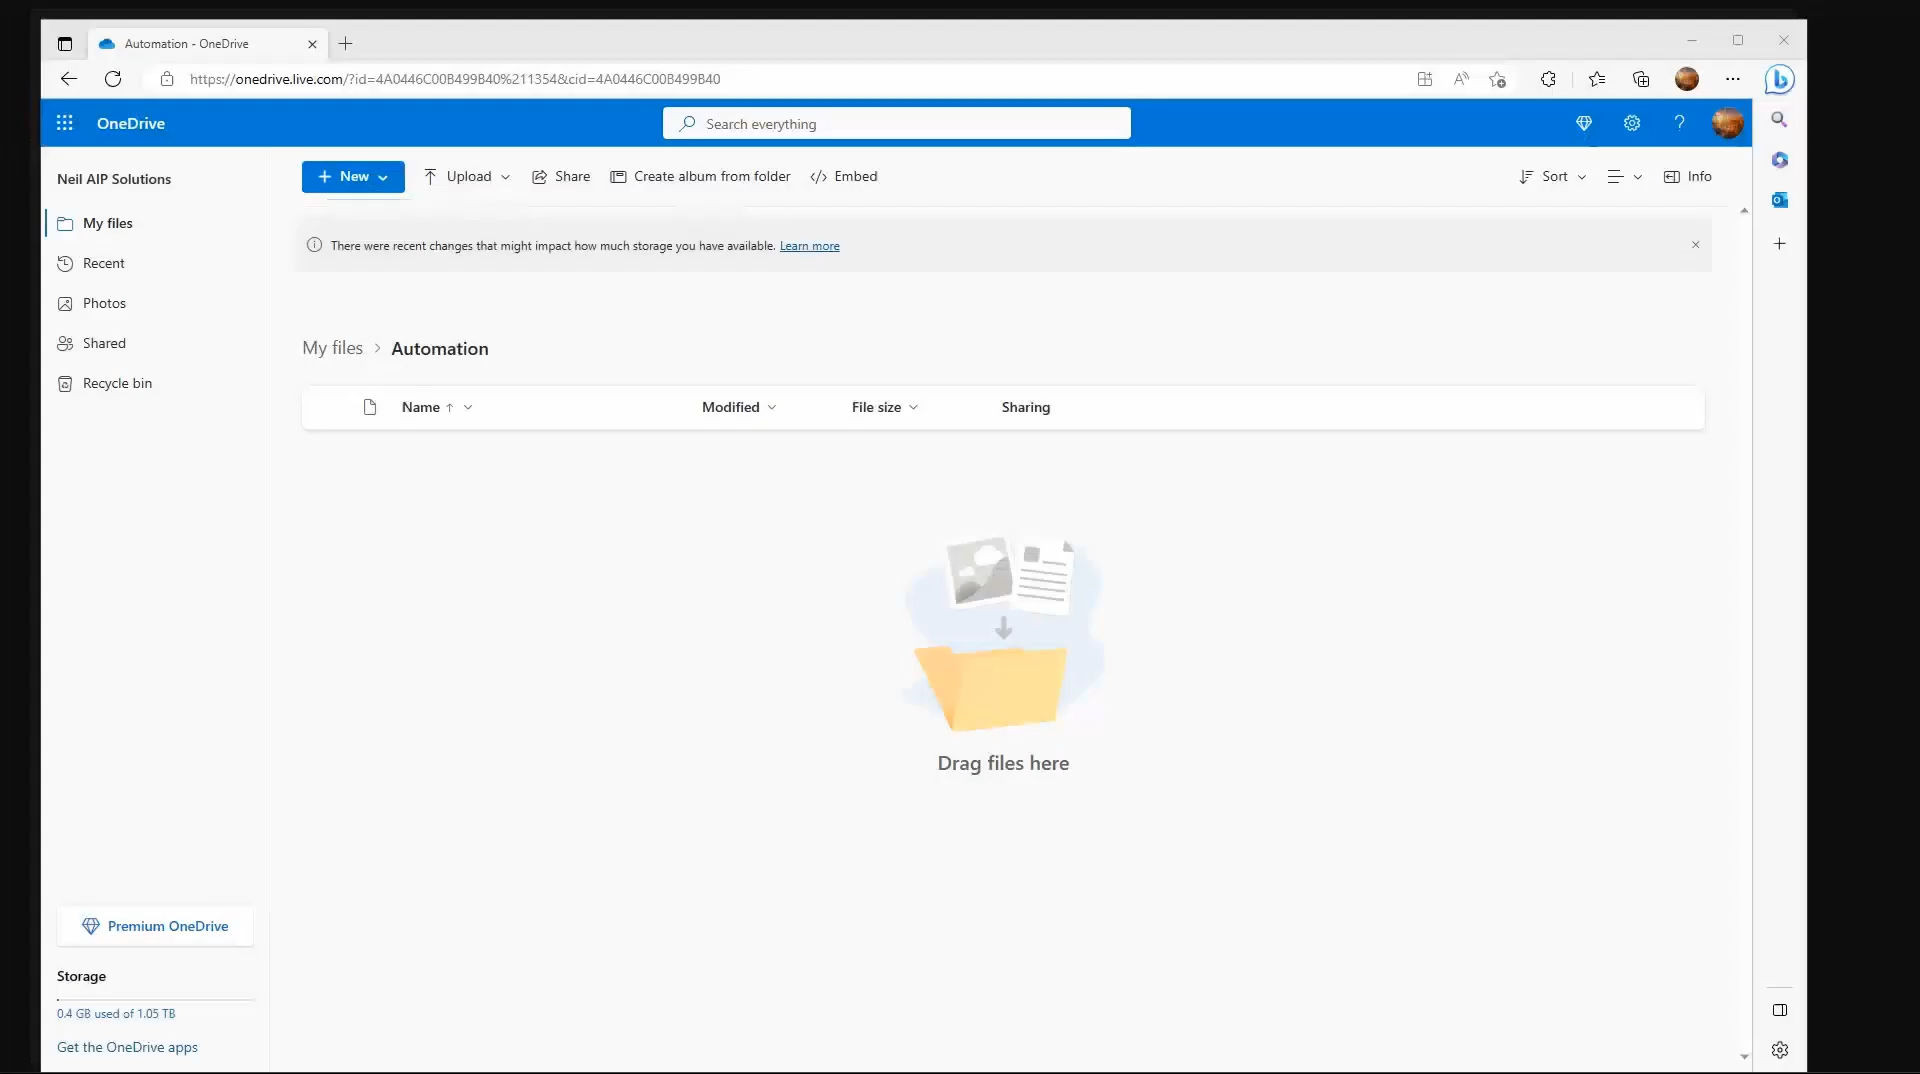 Automation - OneDrive
https://onedrive.live.com/?id=4A0446C00B499B40%211354&cid=4A0446C00B499B40
OneDrive
Search everything
Neil AIP Solutions
New
Upload
Share
Create album from folder
Embed
Sort
Info
My files
There were recent changes that might impact how much storage you have available. Learn more
Recent
Photos
Shared
Recycle bin
My files > Automation
Name
Modified
File size
Sharing
Drag files here
Premium OneDrive
Storage
0.4 GB used of 1.05 TB
Get the OneDrive apps